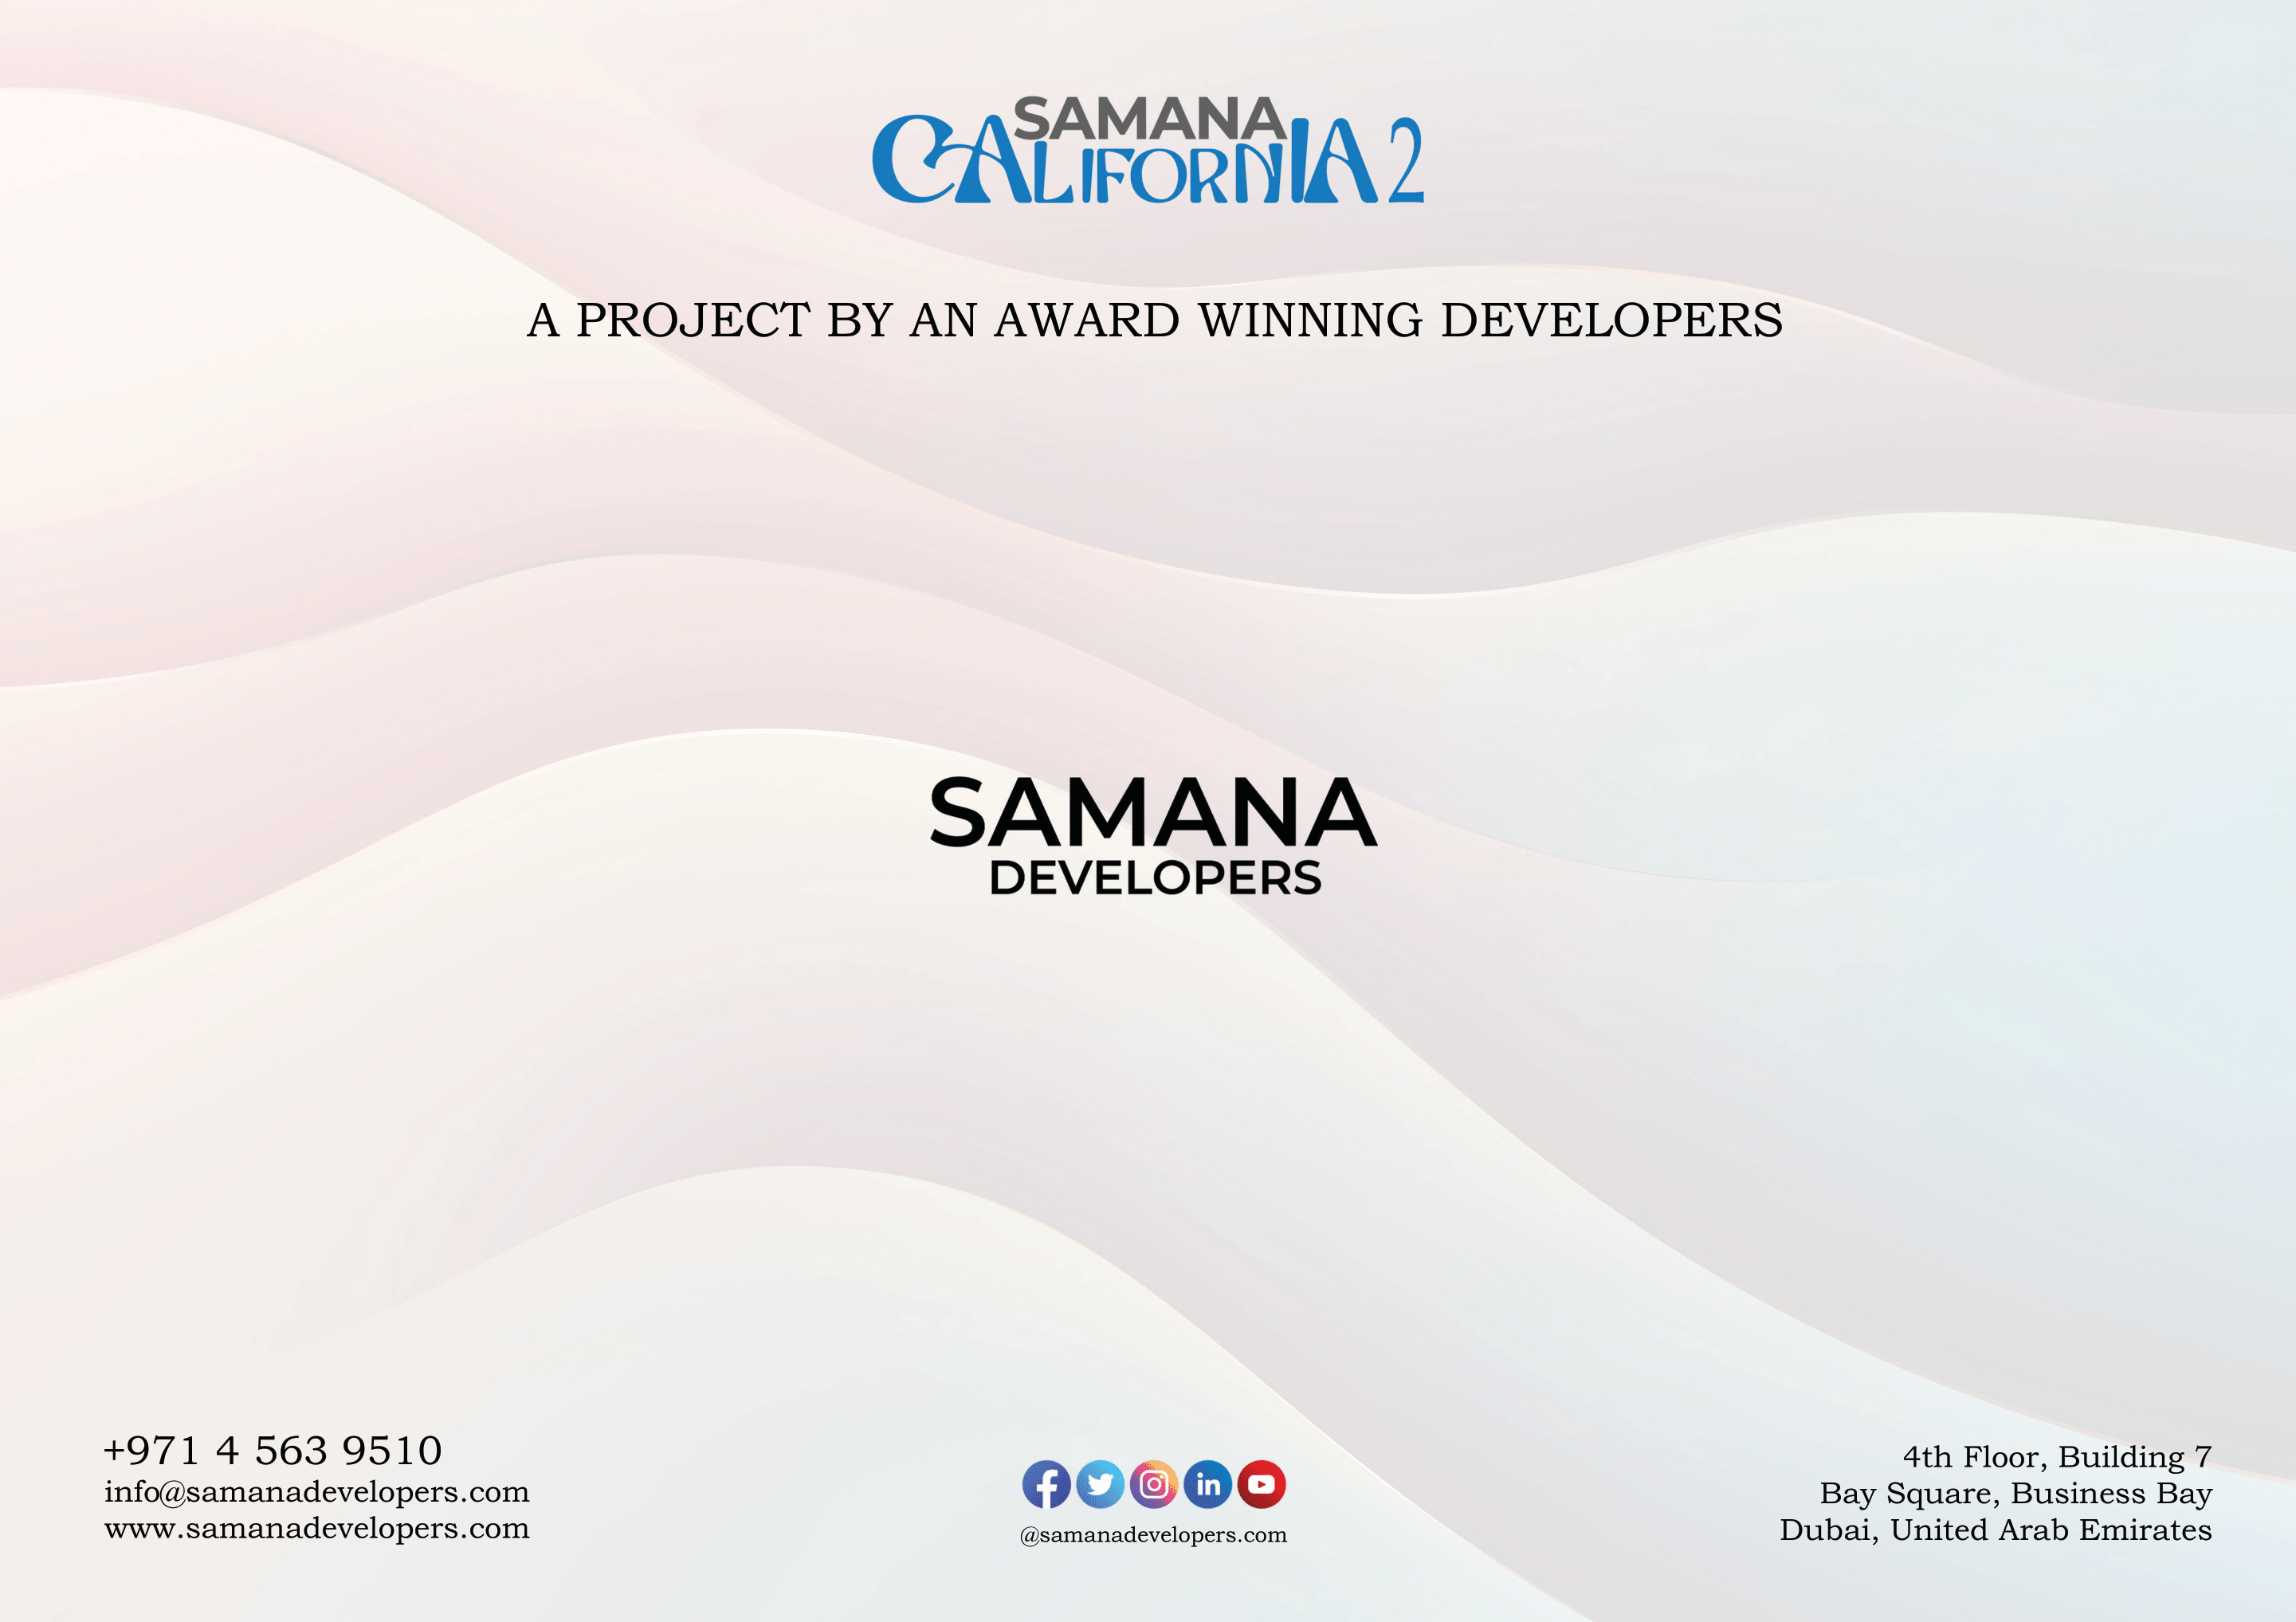 SAMANA
CALIFORNIA 2
A PROJECT BY AN AWARD WINNING DEVELOPERS
SAMANA
DEVELOPERS
+971 4 563 9510
info@samanadevelopers.com
www.samanadevelopers.com
in
@samanadevelopers.com
4th Floor, Building 7
Bay Square, Business Bay
Dubai, United Arab Emirates